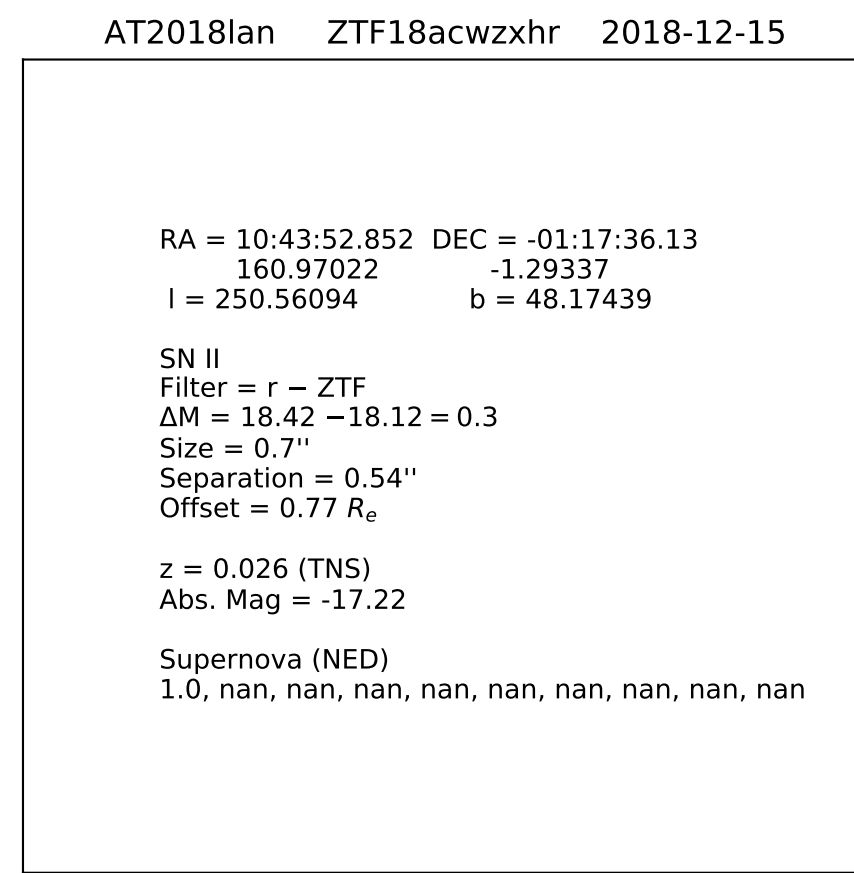 AT2018lan ZTF18acwzxhr 2018-12-15
RA = 10:43:52.852 DEC = -01:17:36.13
160.97022 -1.29337
l = 250.56094 b = 48.17439
SN II
Filter = r − ZTF
ΔM = 18.42 −18.12 = 0.3
Size = 0.7''
Separation = 0.54''
Offset = 0.77 Rₑ
z = 0.026 (TNS)
Abs. Mag = -17.22
Supernova (NED)
1.0, nan, nan, nan, nan, nan, nan, nan, nan, nan